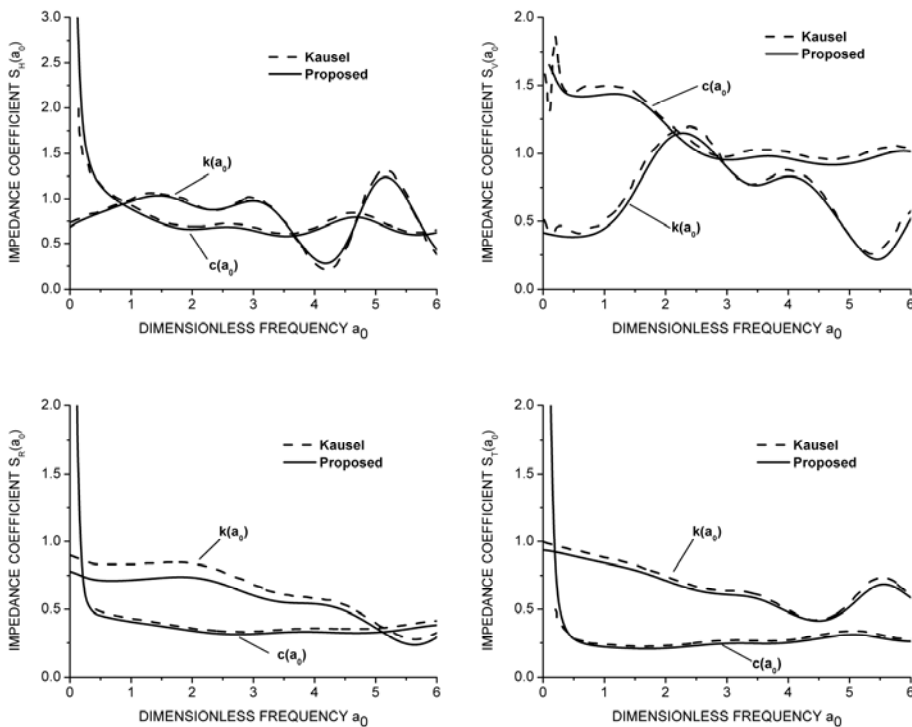 IMPEDANCE COEFFICIENT S_H(a_0)
3.0
2.5
2.0
1.5
1.0
0.5
0.0
Kausel
Proposed
k(a_0)
c(a_0)
0 1 2 3 4 5 6
DIMENSIONLESS FREQUENCY a_0
IMPEDANCE COEFFICIENT S_V(a_0)
2.0
1.5
1.0
0.5
0.0
Kausel
Proposed
c(a_0)
k(a_0)
0 1 2 3 4 5 6
DIMENSIONLESS FREQUENCY a_0
IMPEDANCE COEFFICIENT S_R(a_0)
2.0
1.5
1.0
0.5
0.0
Kausel
Proposed
k(a_0)
c(a_0)
0 1 2 3 4 5 6
DIMENSIONLESS FREQUENCY a_0
IMPEDANCE COEFFICIENT S_T(a_0)
2.0
1.5
1.0
0.5
0.0
Kausel
Proposed
k(a_0)
c(a_0)
0 1 2 3 4 5 6
DIMENSIONLESS FREQUENCY a_0